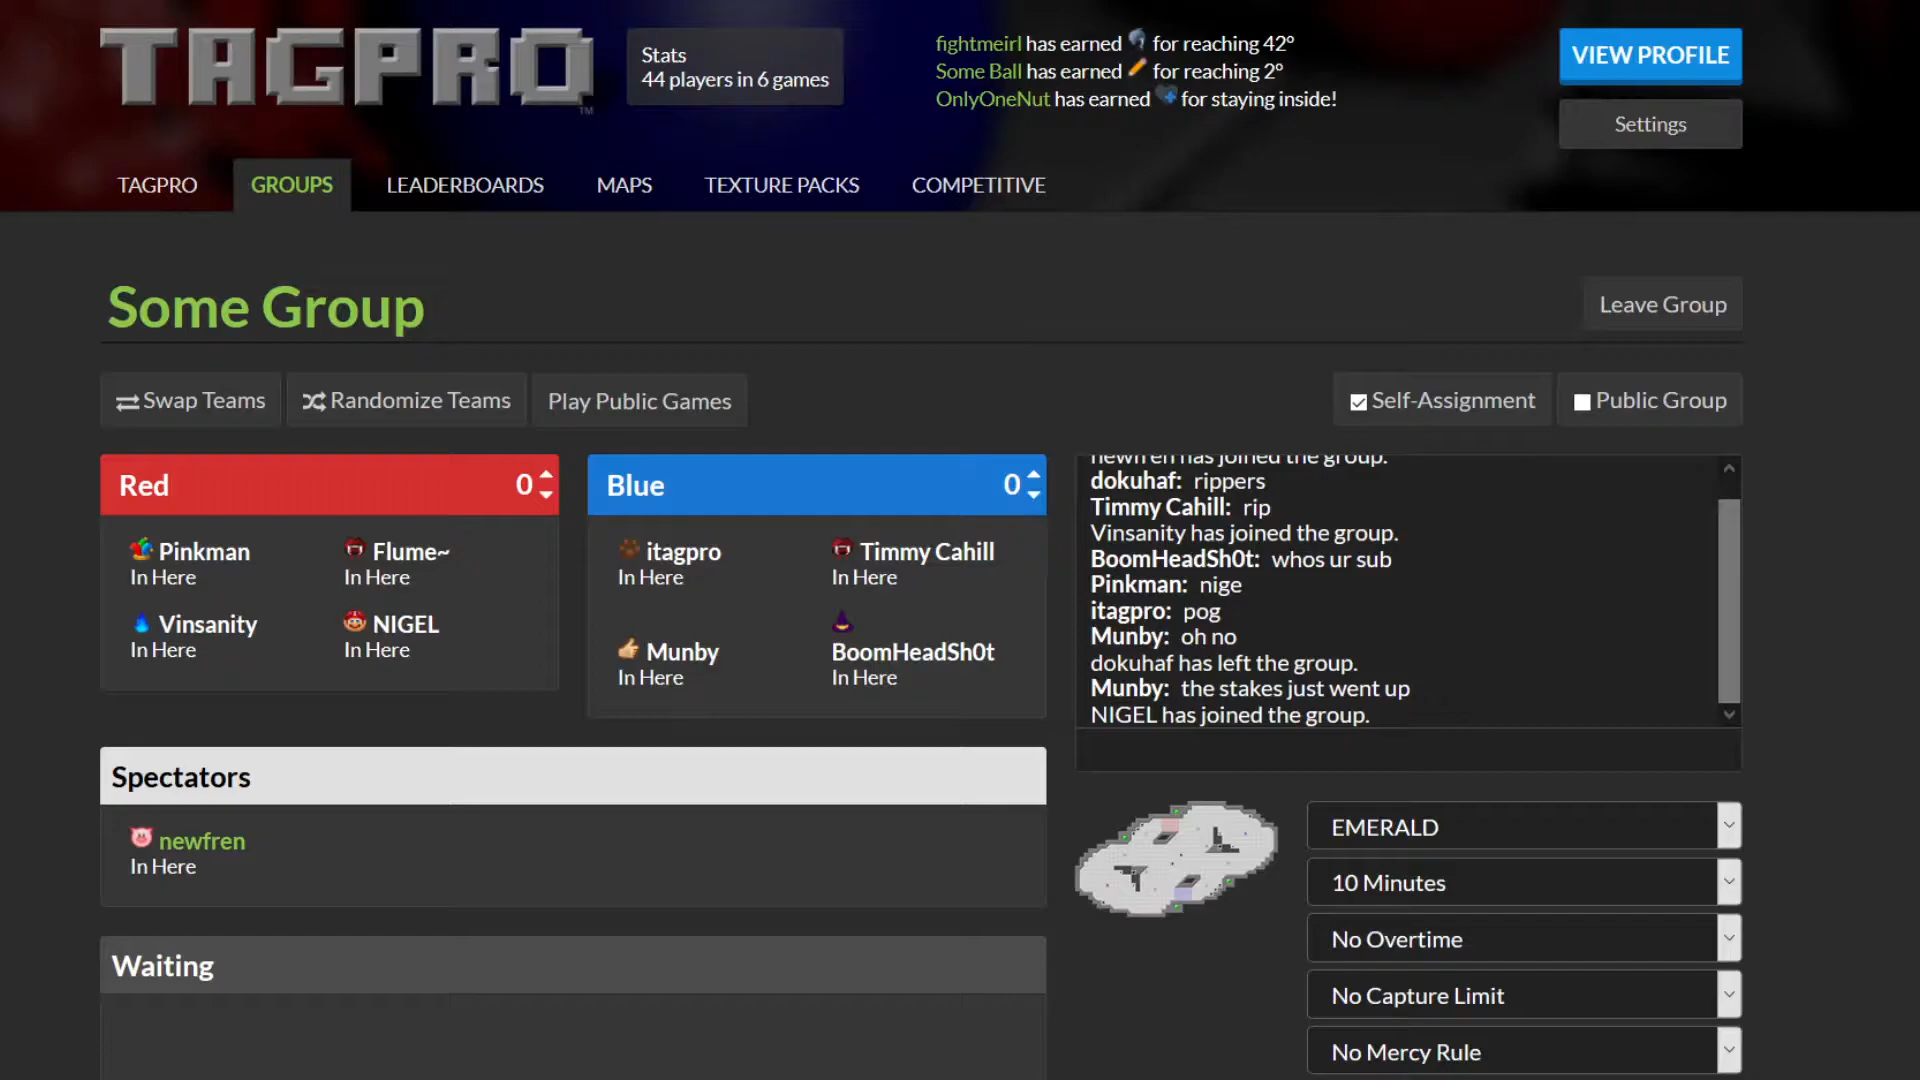 TAGPRO
TM
Stats
44 players in 6 games
fightmeirl has earned for reaching 42°
Some Ball has earned for reaching 2°
OnlyOneNut has earned for staying inside!
VIEW PROFILE
Settings
TAGPRO
GROUPS
LEADERBOARDS
MAPS
TEXTURE PACKS
COMPETITIVE
Some Group
Leave Group
Swap Teams
Randomize Teams
Play Public Games
Self-Assignment
Public Group
Red
0
Pinkman
In Here
Flume~
In Here
Vinsanity
In Here
NIGEL
In Here
Blue
0
itagpro
In Here
Timmy Cahill
In Here
Munby
In Here
BoomHeadSh0t
In Here
newfren has joined the group.
dokuhaf: rippers
Timmy Cahill: rip
Vinsanity has joined the group.
BoomHeadSh0t: whos ur sub
Pinkman: nige
itagpro: pog
Munby: oh no
dokuhaf has left the group.
Munby: the stakes just went up
NIGEL has joined the group.
Spectators
newfren
In Here
Waiting
EMERALD
10 Minutes
No Overtime
No Capture Limit
No Mercy Rule